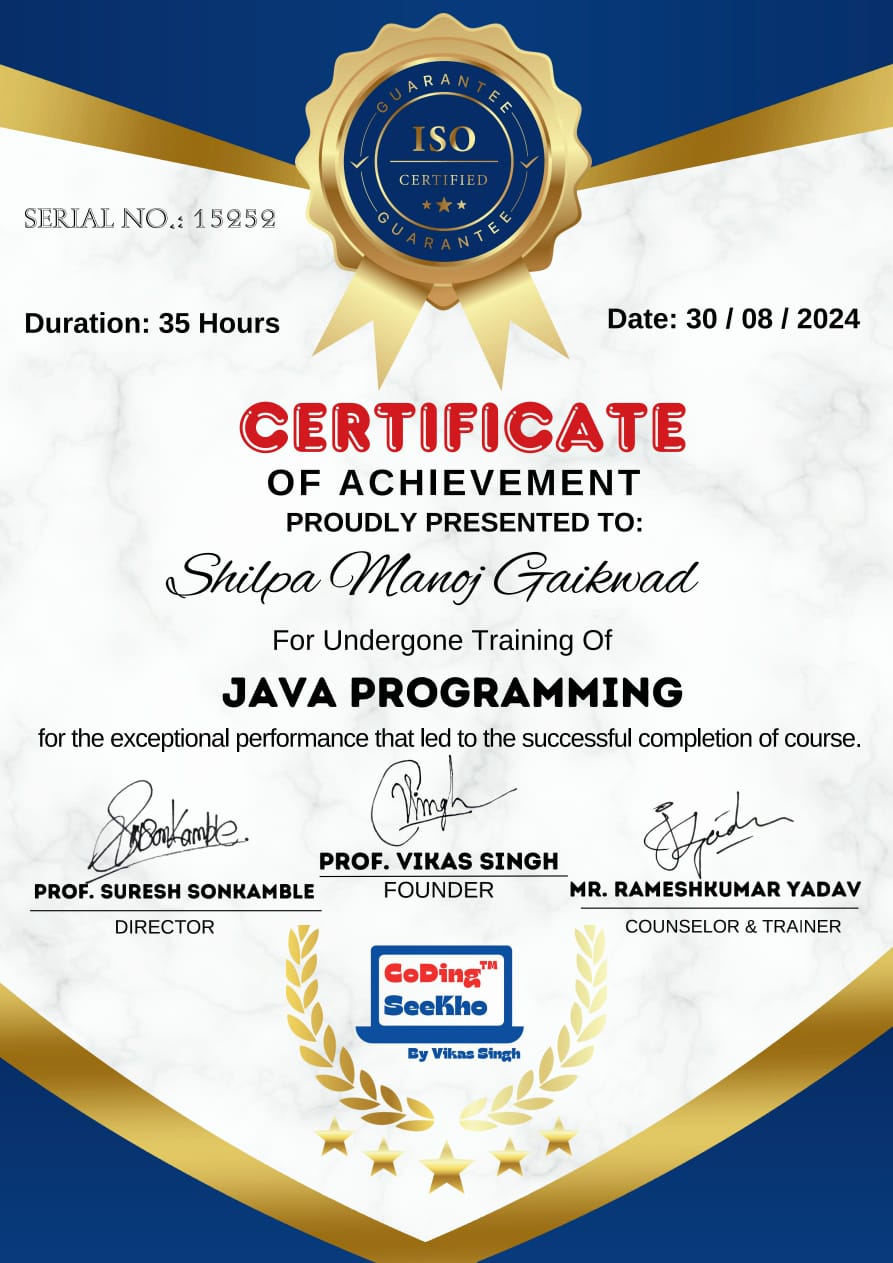 GUARANTEE
ISO
CERTIFIED
GUARANTEE
SERIAL NO.: 15252
Duration: 35 Hours
Date: 30 / 08 / 2024
CERTIFICATE
OF ACHIEVEMENT
PROUDLY PRESENTED TO:
Shilpa Manoj Gaikwad
For Undergone Training Of
JAVA PROGRAMMING
for the exceptional performance that led to the successful completion of course.
PROF. SURESH SONKAMBLE
DIRECTOR
PROF. VIKAS SINGH
FOUNDER
MR. RAMESHKUMAR YADAV
COUNSELOR & TRAINER
CoDing™
SeeKho
By Vikas Singh